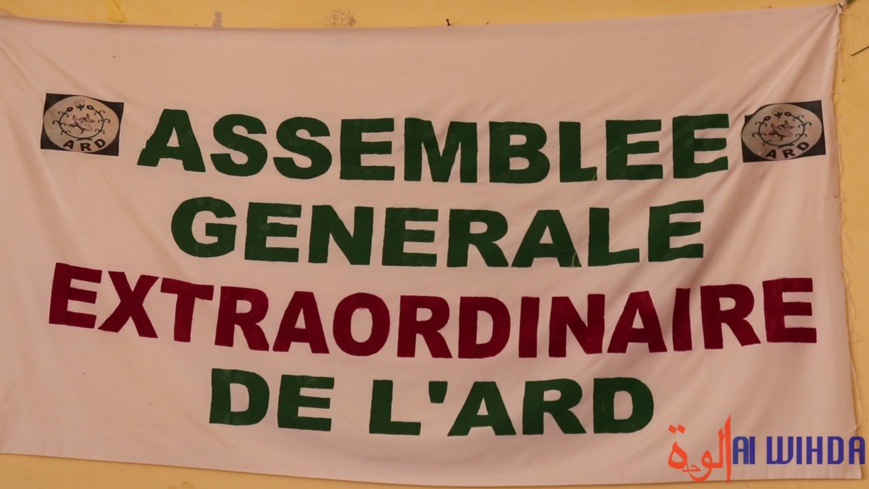 ASSEMBLEE
GENERALE
EXTRAORDINAIRE
DE L'ARD
ARD
ARD
الوحدة Al WIHDA